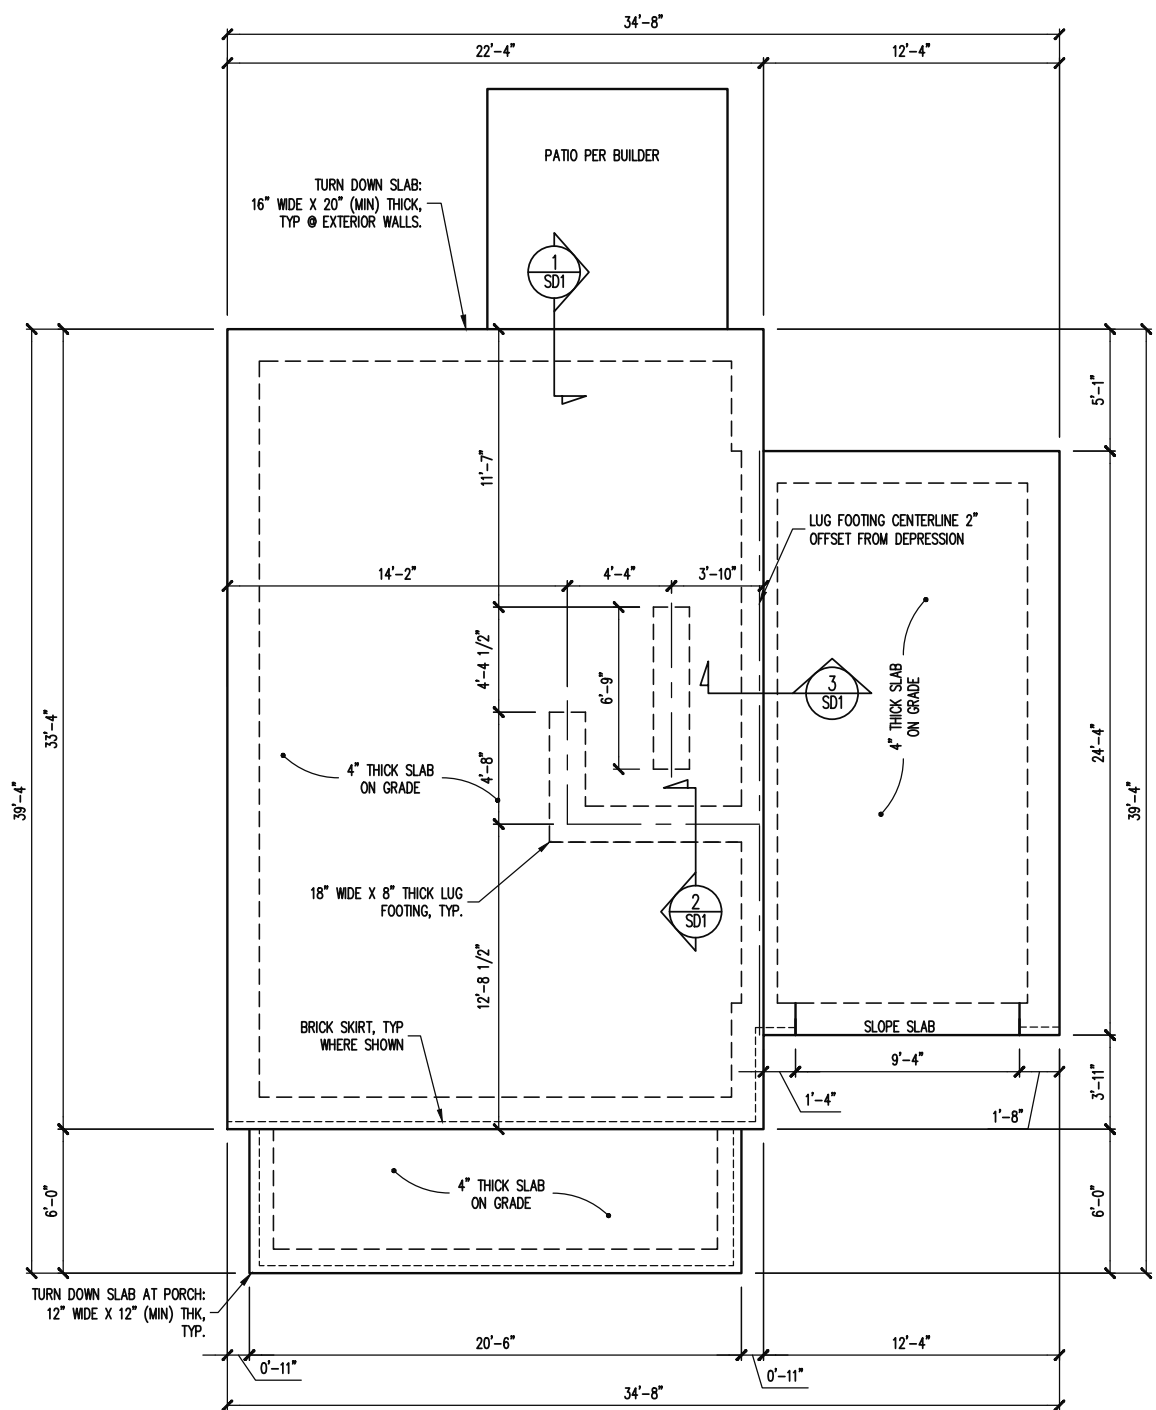 34'-8"
22'-4"
12'-4"
PATIO PER BUILDER
TURN DOWN SLAB:
16" WIDE X 20" (MIN) THICK,
TYP @ EXTERIOR WALLS.
1
SD1
5'-1"
11'-7"
LUG FOOTING CENTERLINE 2"
OFFSET FROM DEPRESSION
14'-2"
4'-4"
3'-10"
4'-4 1/2"
6'-9"
3
SD1
4" THICK SLAB
ON GRADE
33'-4"
39'-4"
24'-4"
39'-4"
4'-8"
4" THICK SLAB
ON GRADE
18" WIDE X 8" THICK LUG
FOOTING, TYP.
2
SD1
12'-8 1/2"
BRICK SKIRT, TYP
WHERE SHOWN
SLOPE SLAB
9'-4"
1'-4"
1'-8"
3'-11"
4" THICK SLAB
ON GRADE
6'-0"
6'-0"
TURN DOWN SLAB AT PORCH:
12" WIDE X 12" (MIN) THK,
TYP.
20'-6"
12'-4"
0'-11"
0'-11"
34'-8"